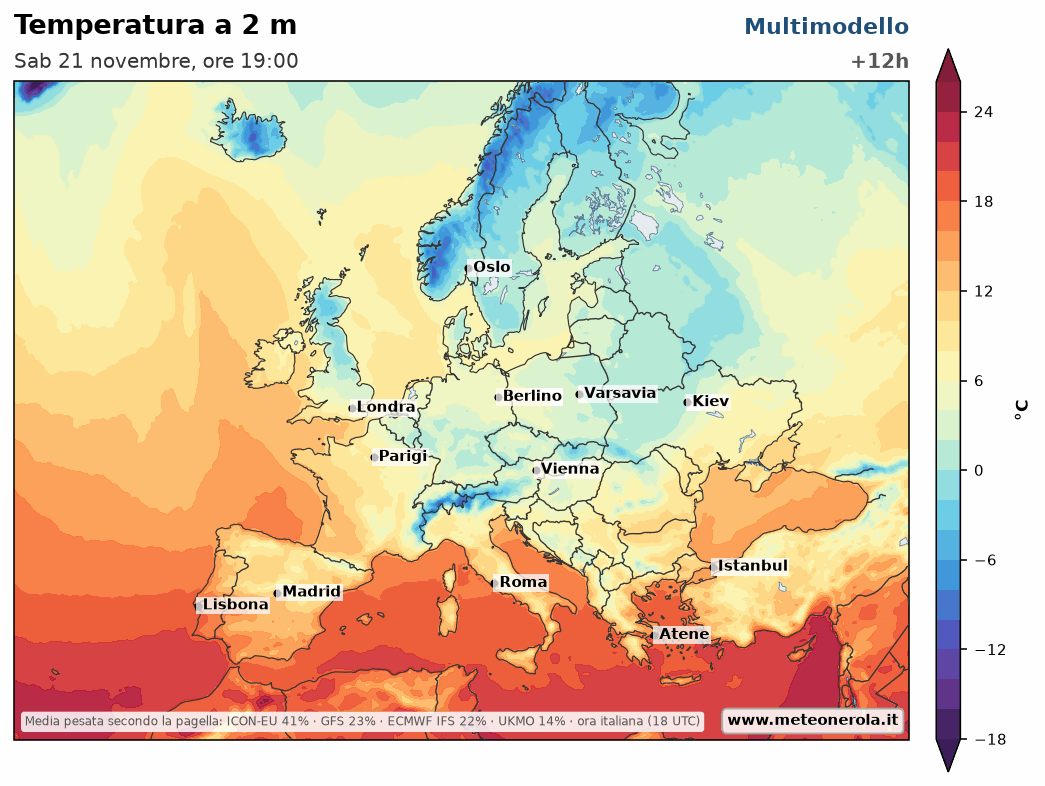 Temperatura a 2 m
Multimodello
Sab 21 novembre, ore 19:00
+12h
Oslo
Londra
Berlino
Varsavia
Kiev
Parigi
Vienna
Istanbul
Roma
Madrid
Lisbona
Atene
Media pesata secondo la pagella: ICON-EU 41% · GFS 23% · ECMWF IFS 22% · UKMO 14% · ora italiana (18 UTC)
www.meteonerola.it
24
18
12
6
0
−6
−12
−18
°C